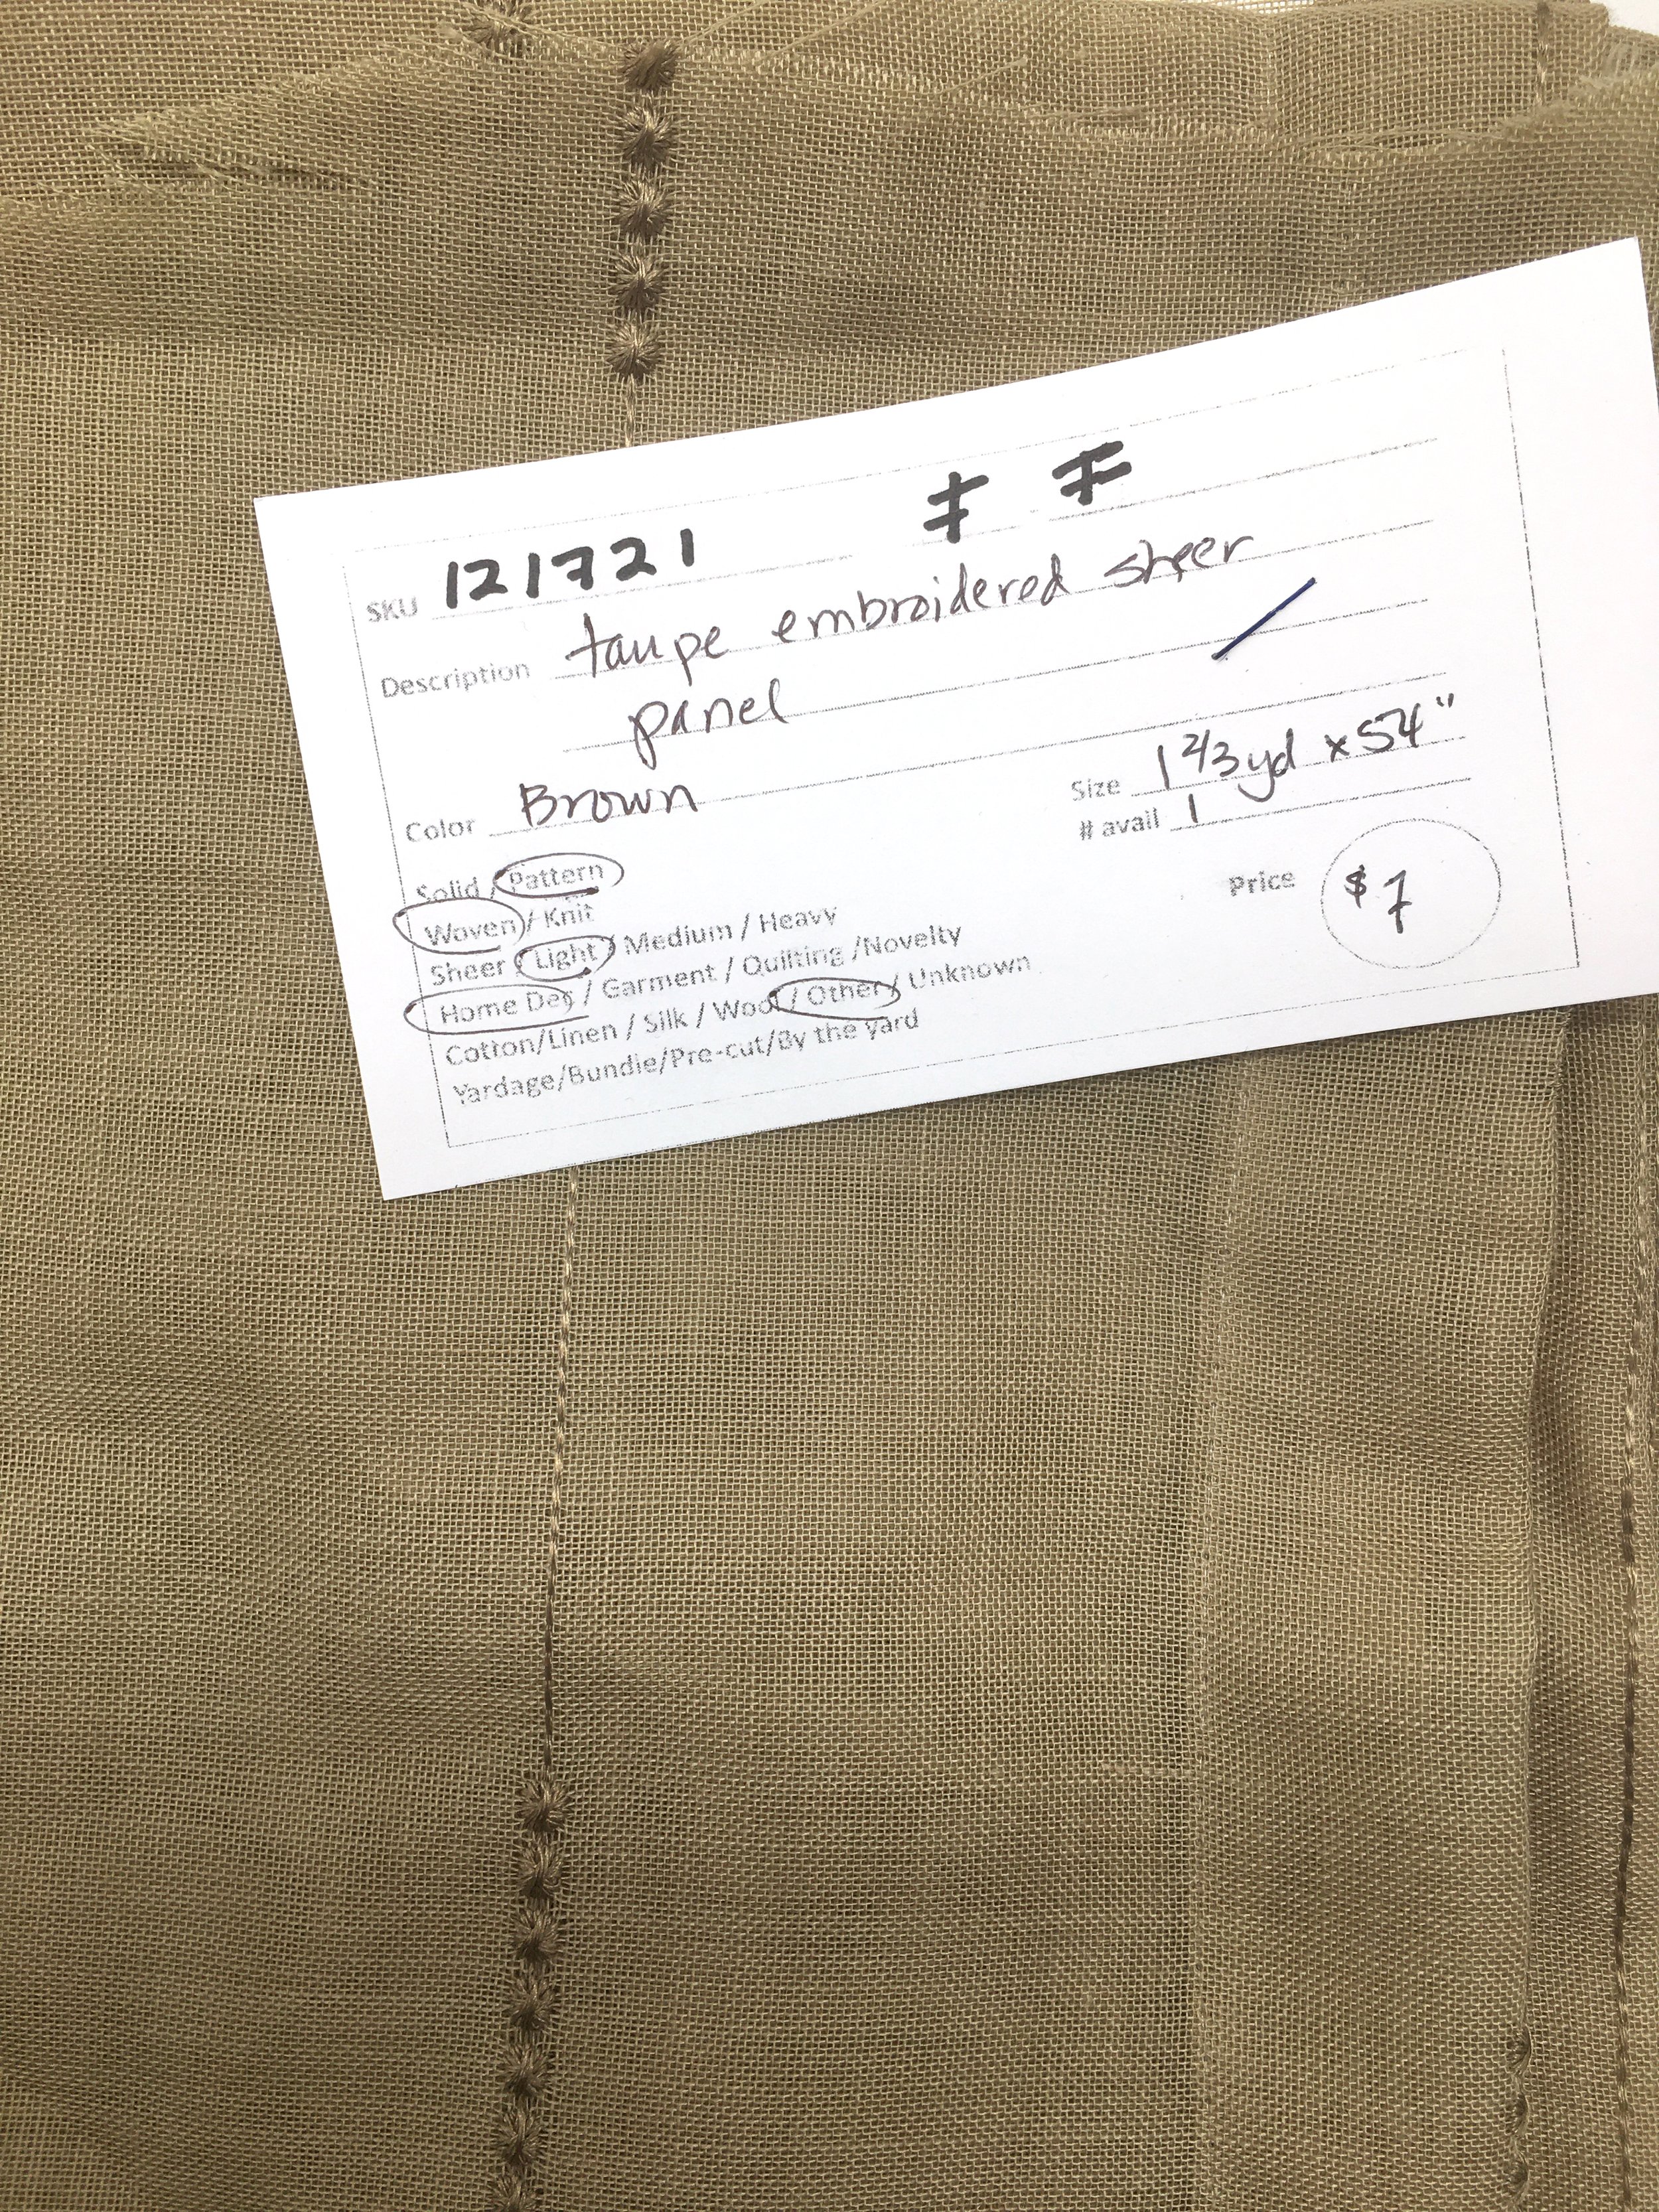 SKU 121721 ‡ F
Description taupe embroidered sheer
panel
Color Brown
Size 1 2/3 yd x 54"
# avail 1
Solid / Pattern
Price $7
Woven / Knit
Sheer / Light / Medium / Heavy
Home Dec / Garment / Quilting /Novelty
Cotton/Linen / Silk / Wool / Other / Unknown
Yardage/Bundle/Pre-cut/By the yard